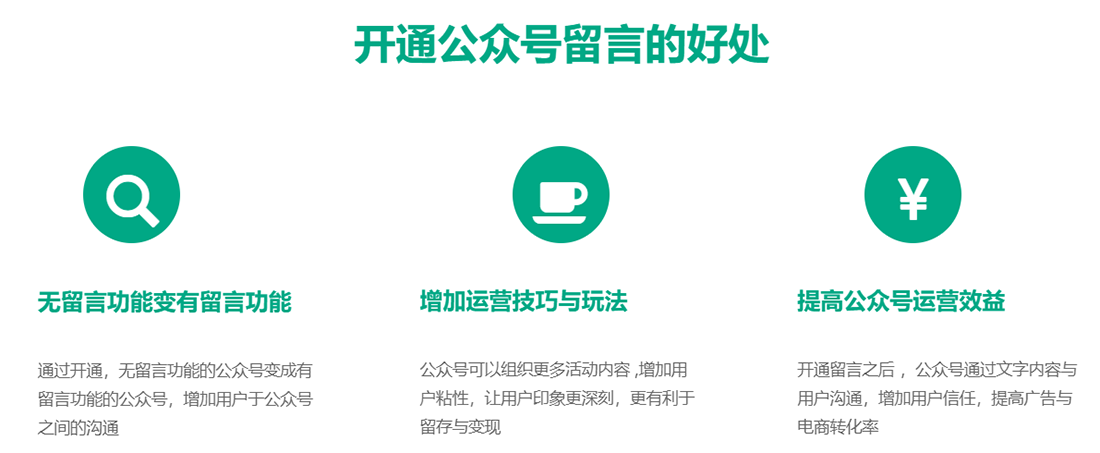 开通公众号留言的好处
¥
无留言功能变有留言功能
通过开通，无留言功能的公众号变成有
留言功能的公众号，增加用户于公众号
之间的沟通
增加运营技巧与玩法
公众号可以组织更多活动内容 ,增加用
户粘性，让用户印象更深刻，更有利于
留存与变现
提高公众号运营效益
开通留言之后 ，公众号通过文字内容与
用户沟通，增加用户信任，提高广告与
电商转化率